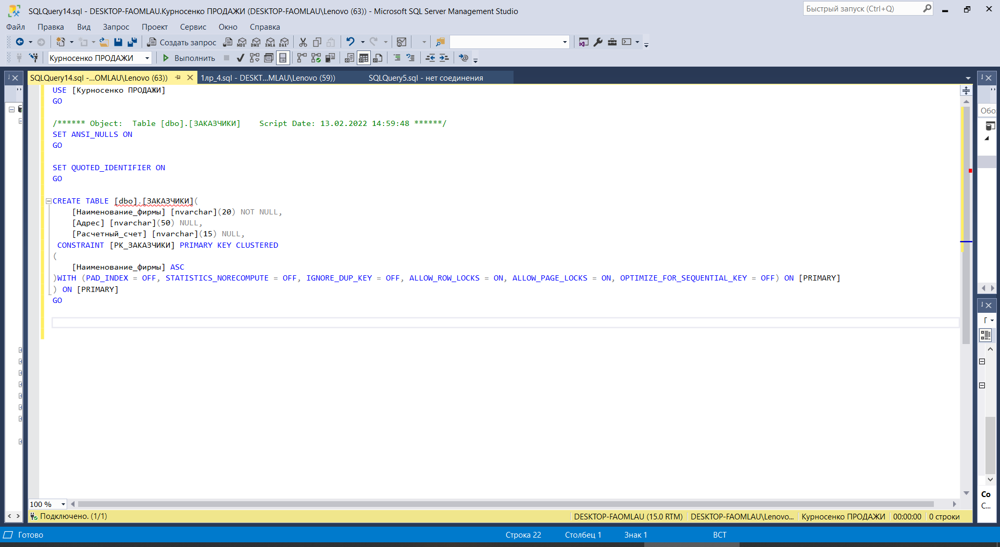 SQLQuery14.sql - DESKTOP-FAOMLAU.Курносенко ПРОДАЖИ (DESKTOP-FAOMLAU\Lenovo (63)) - Microsoft SQL Server Management Studio
Быстрый запуск (Ctrl+Q)
Файл Правка Вид Запрос Проект Сервис Окно Справка
Создать запрос MDX DMX XMLA DAX
Курносенко ПРОДАЖИ Выполнить
SQLQuery14.sql -...OMLAU\Lenovo (63)) 1лр_4.sql - DESKT...MLAU\Lenovo (59)) SQLQuery5.sql - нет соединения
USE [Курносенко ПРОДАЖИ]
GO
/****** Object:  Table [dbo].[ЗАКАЗЧИКИ]    Script Date: 13.02.2022 14:59:48 ******/
SET ANSI_NULLS ON
GO
SET QUOTED_IDENTIFIER ON
GO
CREATE TABLE [dbo].[ЗАКАЗЧИКИ](
[Наименование_фирмы] [nvarchar](20) NOT NULL,
[Адрес] [nvarchar](50) NULL,
[Расчетный_счет] [nvarchar](15) NULL,
CONSTRAINT [PK_ЗАКАЗЧИКИ] PRIMARY KEY CLUSTERED
(
[Наименование_фирмы] ASC
)WITH (PAD_INDEX = OFF, STATISTICS_NORECOMPUTE = OFF, IGNORE_DUP_KEY = OFF, ALLOW_ROW_LOCKS = ON, ALLOW_PAGE_LOCKS = ON, OPTIMIZE_FOR_SEQUENTIAL_KEY = OFF) ON [PRIMARY]
) ON [PRIMARY]
GO
Обо
Г
Со
С...
100 %
Подключено. (1/1) DESKTOP-FAOMLAU (15.0 RTM) DESKTOP-FAOMLAU\Lenovo... Курносенко ПРОДАЖИ 00:00:00 0 строки
Готово Строка 22 Столбец 1 Знак 1 ВСТ